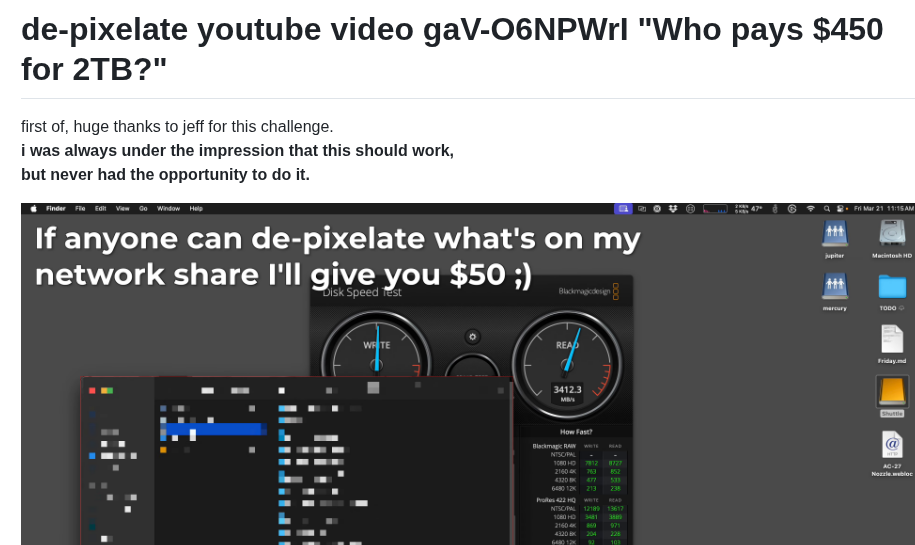 de-pixelate youtube video gaV-O6NPWrI "Who pays $450
for 2TB?"
first of, huge thanks to jeff for this challenge.
i was always under the impression that this should work,
but never had the opportunity to do it.
Finder File Edit View Go Window Help
47° Fri Mar 21 11:15 AM
If anyone can de-pixelate what's on my
network share I'll give you $50 ;)
jupiter Macintosh HD
Disk Speed Test Blackmagicdesign
mercury TODO
WRITE READ
Friday.md
3412.3
MB/s
Shuttle
How Fast?
Blackmagic RAW WRITE READ
NTSC/PAL – –
1080 HD 7812 8727
2160 4K 763 852
4320 8K 477 533
6480 12K 213 238
AC-27
Nozzle.webloc
ProRes 422 HQ WRITE READ
NTSC/PAL 12189 13617
1080 HD 3481 3889
2160 4K 869 971
4320 8K 204 228
6480 12K 92 103